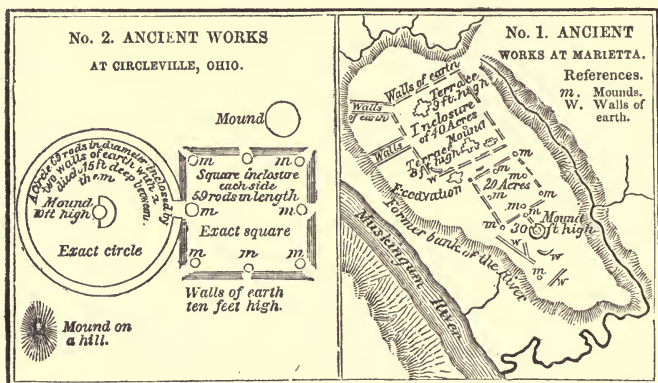 No. 2. ANCIENT WORKS
AT CIRCLEVILLE, OHIO.
Mound
A circle 69 rods in diameter inclosed by
two walls of earth with a
ditch 15 ft deep between
them.
Mound
10 ft high
Exact circle
m m m
Square inclosure
each side
59 rods in length
m m
Exact square
m m m
Walls of earth
ten feet high.
Mound on
a hill.
No. 1. ANCIENT
WORKS AT MARIETTA.
References.
m. Mounds.
W. Walls of
earth.
Walls of earth
Terrace
9 ft. high
Walls
of earth
Inclosure
of 40 Acres
Mound
Walls
Terrace
8 ft high
W
Excavation
m
m
20 Acres
m
m
m
m
m
Mound
30 ft high
W
W
W
m
Former bank of the River
Muskingum River